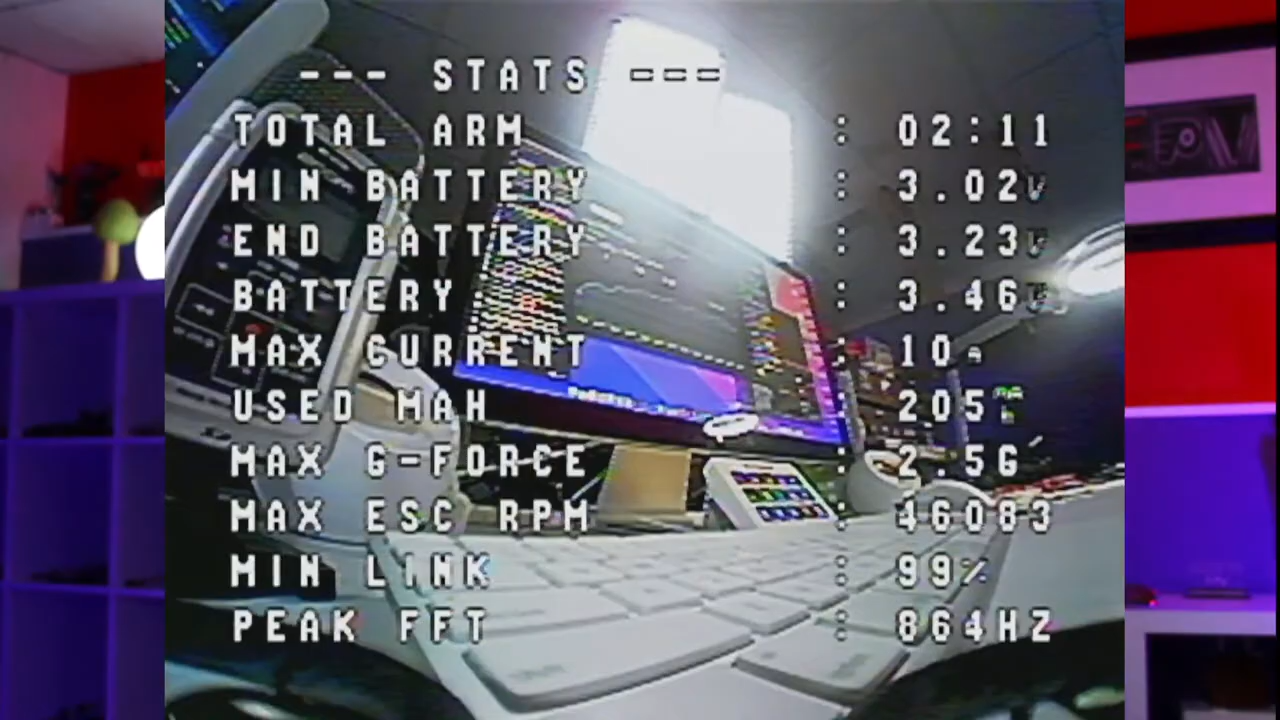 --- STATS ---
TOTAL ARM : 02:11
MIN BATTERY : 3.02V
END BATTERY : 3.23V
BATTERY : 3.46V
MAX CURRENT : 10A
USED MAH : 205MAH
MAX G-FORCE : 2.5G
MAX ESC RPM : 46083
MIN LINK : 99%
PEAK FFT : 864HZ